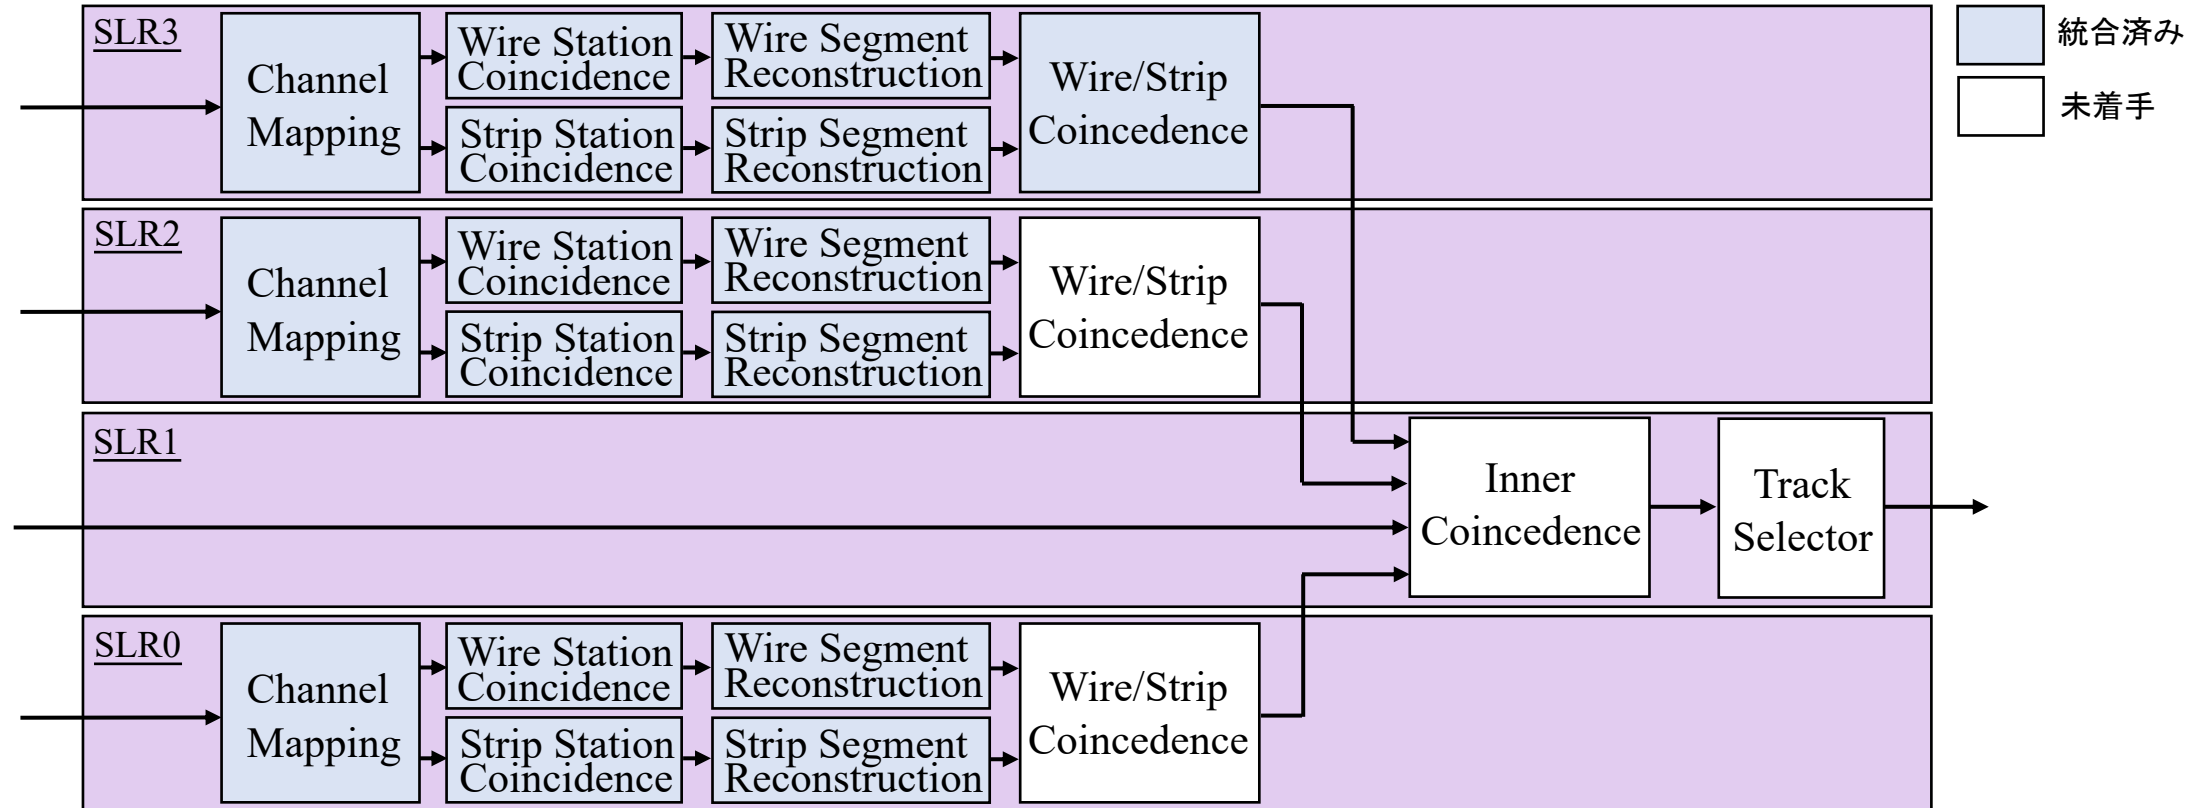 SLR3
Channel
Mapping
Wire Station
Coincidence
Strip Station
Coincidence
Wire Segment
Reconstruction
Strip Segment
Reconstruction
Wire/Strip
Coincedence
SLR2
Channel
Mapping
Wire Station
Coincidence
Strip Station
Coincidence
Wire Segment
Reconstruction
Strip Segment
Reconstruction
Wire/Strip
Coincedence
SLR1
Inner
Coincedence
Track
Selector
SLR0
Channel
Mapping
Wire Station
Coincidence
Strip Station
Coincidence
Wire Segment
Reconstruction
Strip Segment
Reconstruction
Wire/Strip
Coincedence
統合済み
未着手